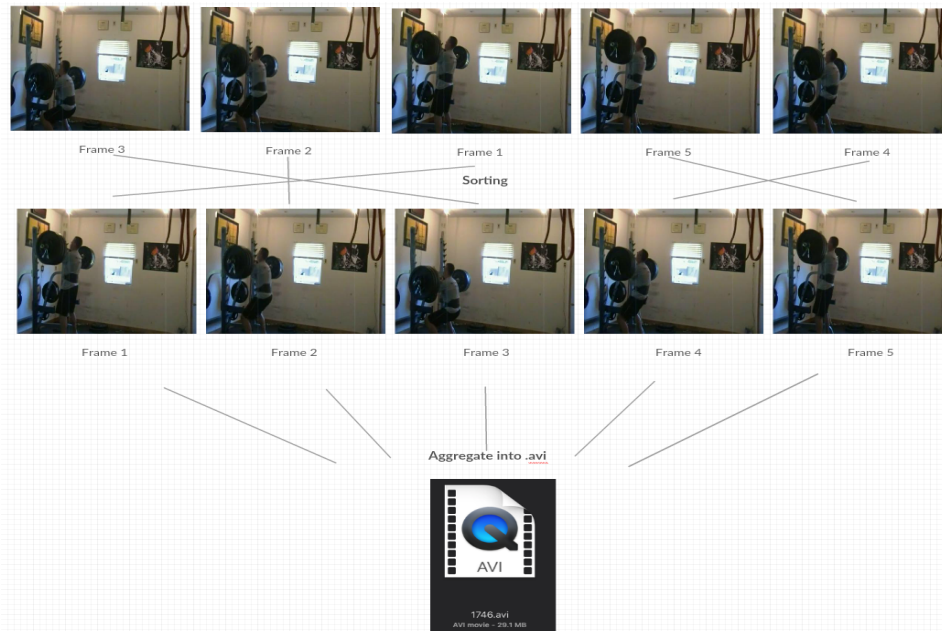 Frame 3
Frame 2
Frame 1
Frame 5
Frame 4
Sorting
Frame 1
Frame 2
Frame 3
Frame 4
Frame 5
Aggregate into .avi
AVI
1746.avi
AVI movie - 29.1 MB